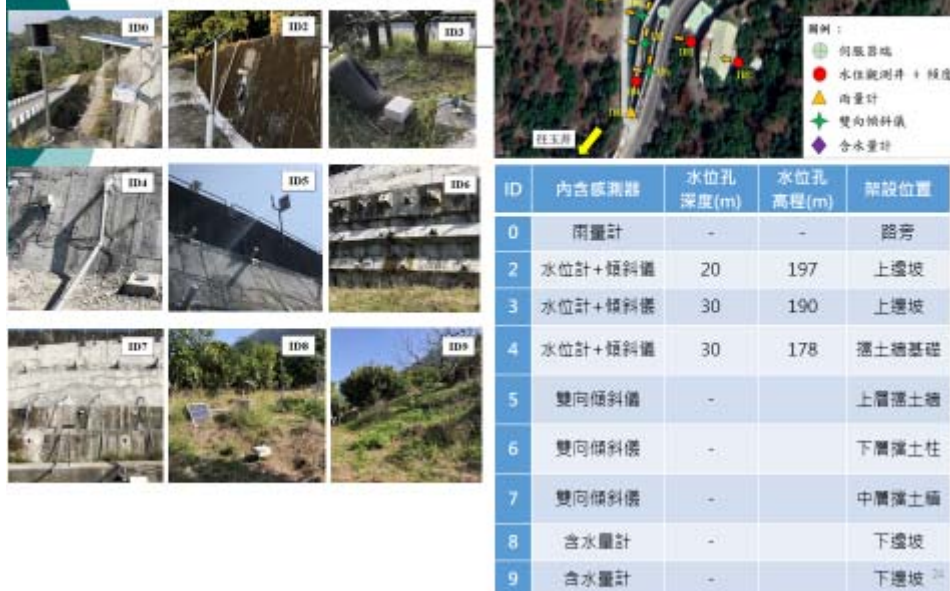 ID0
ID2
ID3
ID4
ID5
ID6
ID7
ID8
ID9
往玉井
圖例：
伺服器端
水位觀測井 + 傾度
雨量計
雙向傾斜儀
含水量計
ID 內含感測器 水位孔深度(m) 水位孔高程(m) 架設位置
0 雨量計 - - 路旁
2 水位計+傾斜儀 20 197 上邊坡
3 水位計+傾斜儀 30 190 上邊坡
4 水位計+傾斜儀 30 178 擋土牆基礎
5 雙向傾斜儀 - 上層擋土牆
6 雙向傾斜儀 - 下層擋土柱
7 雙向傾斜儀 - 中層擋土牆
8 含水量計 - 下邊坡
9 含水量計 - 下邊坡